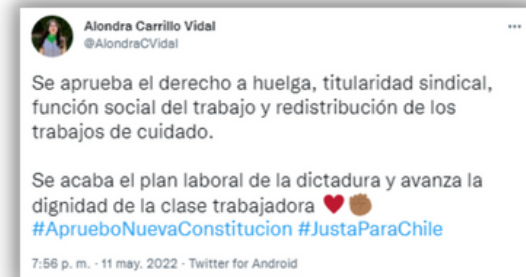 Alondra Carrillo Vidal
@AlondraCVidal
Se aprueba el derecho a huelga, titularidad sindical,
función social del trabajo y redistribución de los
trabajos de cuidado.
Se acaba el plan laboral de la dictadura y avanza la
dignidad de la clase trabajadora ❤️✊🏾
#AprueboNuevaConstitucion #JustaParaChile
7:56 p. m. · 11 may. 2022 · Twitter for Android